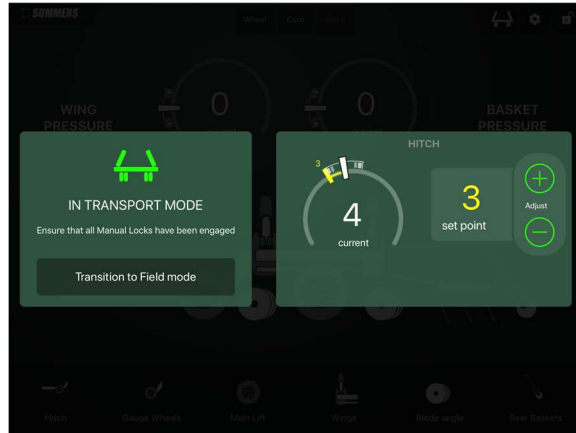 SUMMERS
Wheel
Corn
WING
PRESSURE
0
0
BASKET
PRESSURE
IN TRANSPORT MODE
Ensure that all Manual Locks have been engaged
Transition to Field mode
HITCH
3
4
current
3
set point
Adjust
Hitch
Gauge Wheels
Main Lift
Wings
Blade angle
Rear Baskets